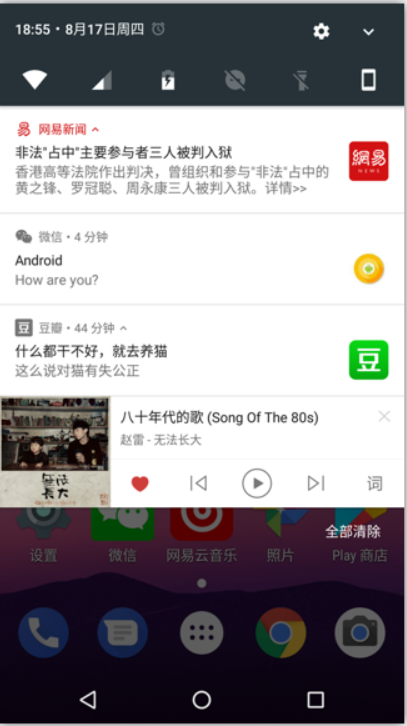 18:55 • 8月17日周四
网易新闻
非法"占中"主要参与者三人被判入狱
香港高等法院作出判决，曾组织和参与"非法"占中的
黄之锋、罗冠聪、周永康三人被判入狱。详情>>
網易
NEWS
微信 • 4 分钟
Android
How are you?
豆
豆瓣 • 44 分钟
什么都干不好，就去养猫
这么说对猫有失公正
豆
八十年代的歌 (Song Of The 80s)
赵雷 - 无法长大
無法
長大
词
全部清除
设置
微信
网易云音乐
照片
Play 商店